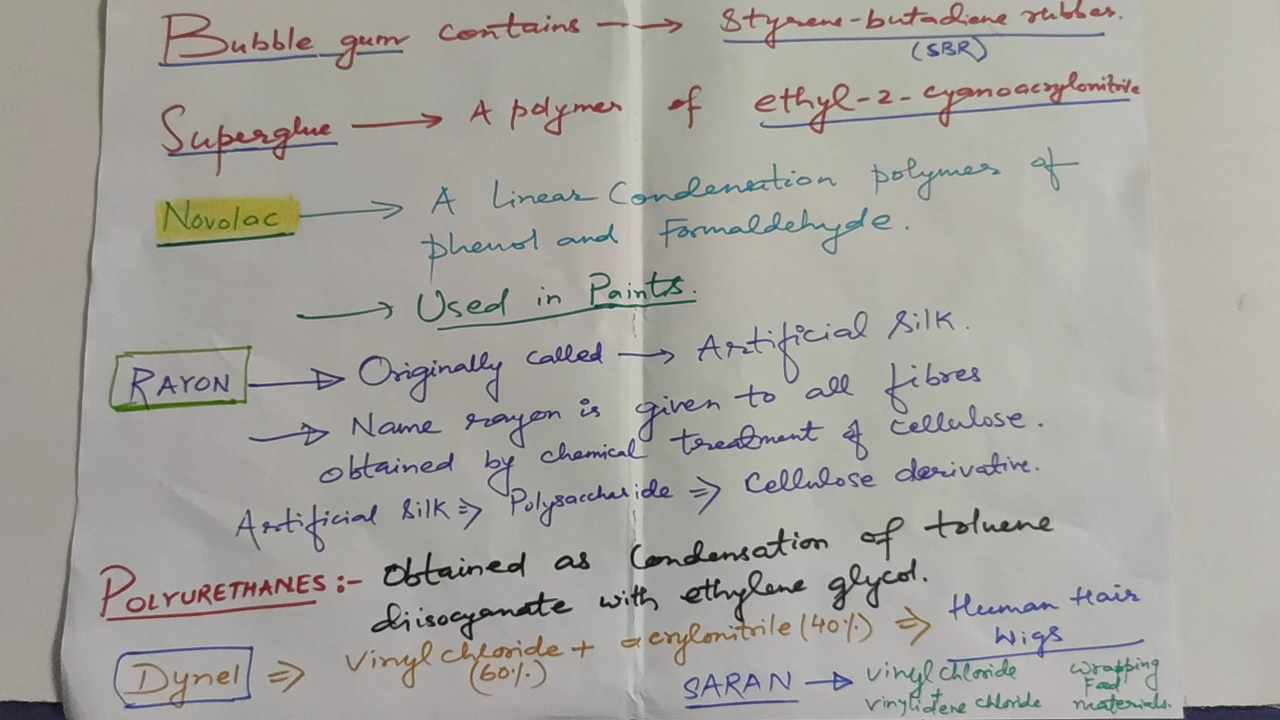 Bubble gum contains → Styrene-butadiene rubber.
(SBR)
Superglue → A polymer of ethyl-2-cyanoacrylonitrile
Novolac → A Linear Condensation polymer of
phenol and Formaldehyde.
→ Used in Paints.
RAYON → Originally called → Artificial Silk.
→ Name rayon is given to all fibres
obtained by chemical treatment of cellulose.
Artificial Silk ⇒ Polysaccharide ⇒ Cellulose derivative.
POLYURETHANES:- Obtained as Condensation of toluene
diisocyanate with ethylene glycol.
Dynel ⇒ Vinyl chloride + acrylonitrile (40%) ⇒ Human Hair
(60%) Wigs
SARAN → vinyl chloride wrapping
+ Food
vinylidene chloride materials.